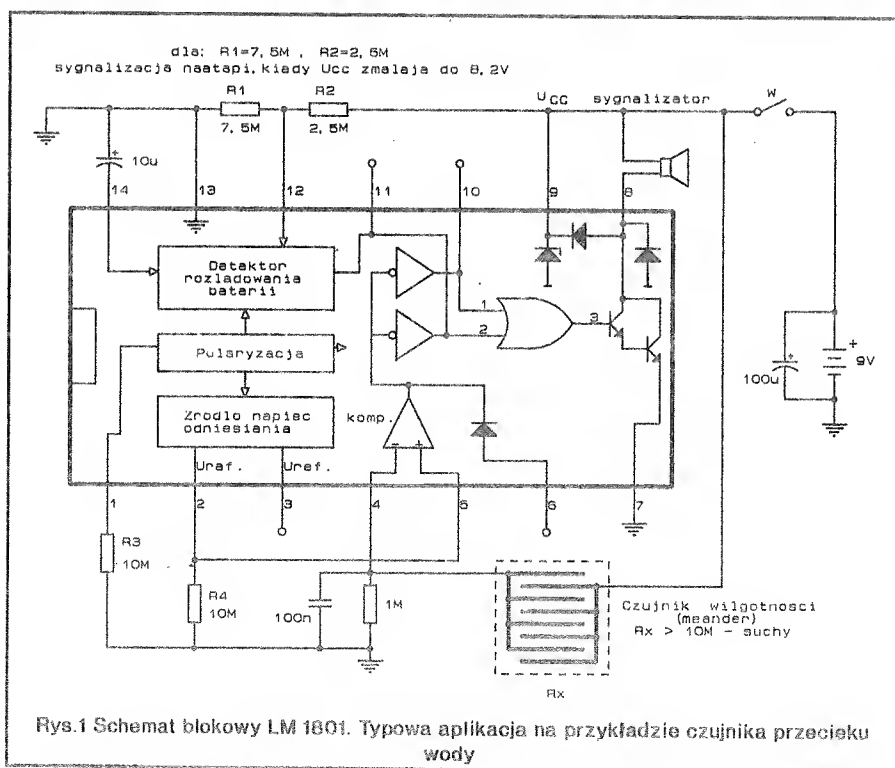 dla: R1=7,5M , R2=2,5M
sygnalizacja naatapi,kiedy Ucc zmalaja do 8,2V
R1
7,5M
R2
2,5M
UCC
sygnalizator
W
10u
14
13
12
11
10
9
8
Dataktor
rozladowania
batarii
Pularyzacja
Zrodlo napiec
odniasiania
Uraf.
Uref.
komp.
-
+
1
2
3
100u
+
9V
1
2
3
4
5
6
7
R3
10M
R4
10M
100n
1M
Czujnik wilgotnosci
(meander)
Rx > 10M - suchy
Rx
Rys.1 Schemat blokowy LM 1801. Typowa aplikacja na przykładzie czujnika przecieku
wody